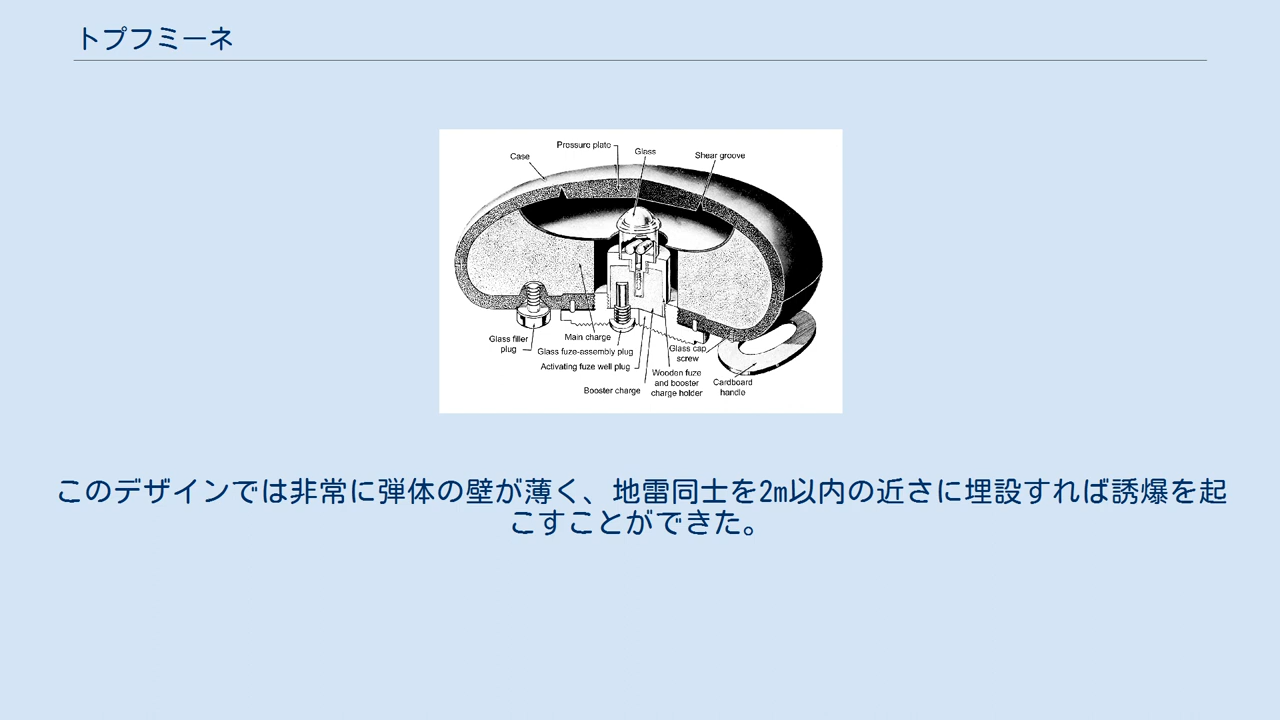 トプフミーネ
Pressure plate
Glass
Case
Shear groove
Glass filler
plug
Main charge
Glass fuze-assembly plug
Activating fuze well plug
Booster charge
Glass cap
screw
Wooden fuze
and booster
charge holder
Cardboard
handle
このデザインでは非常に弾体の壁が薄く、地雷同士を2m以内の近さに埋設すれば誘爆を起
こすことができた。